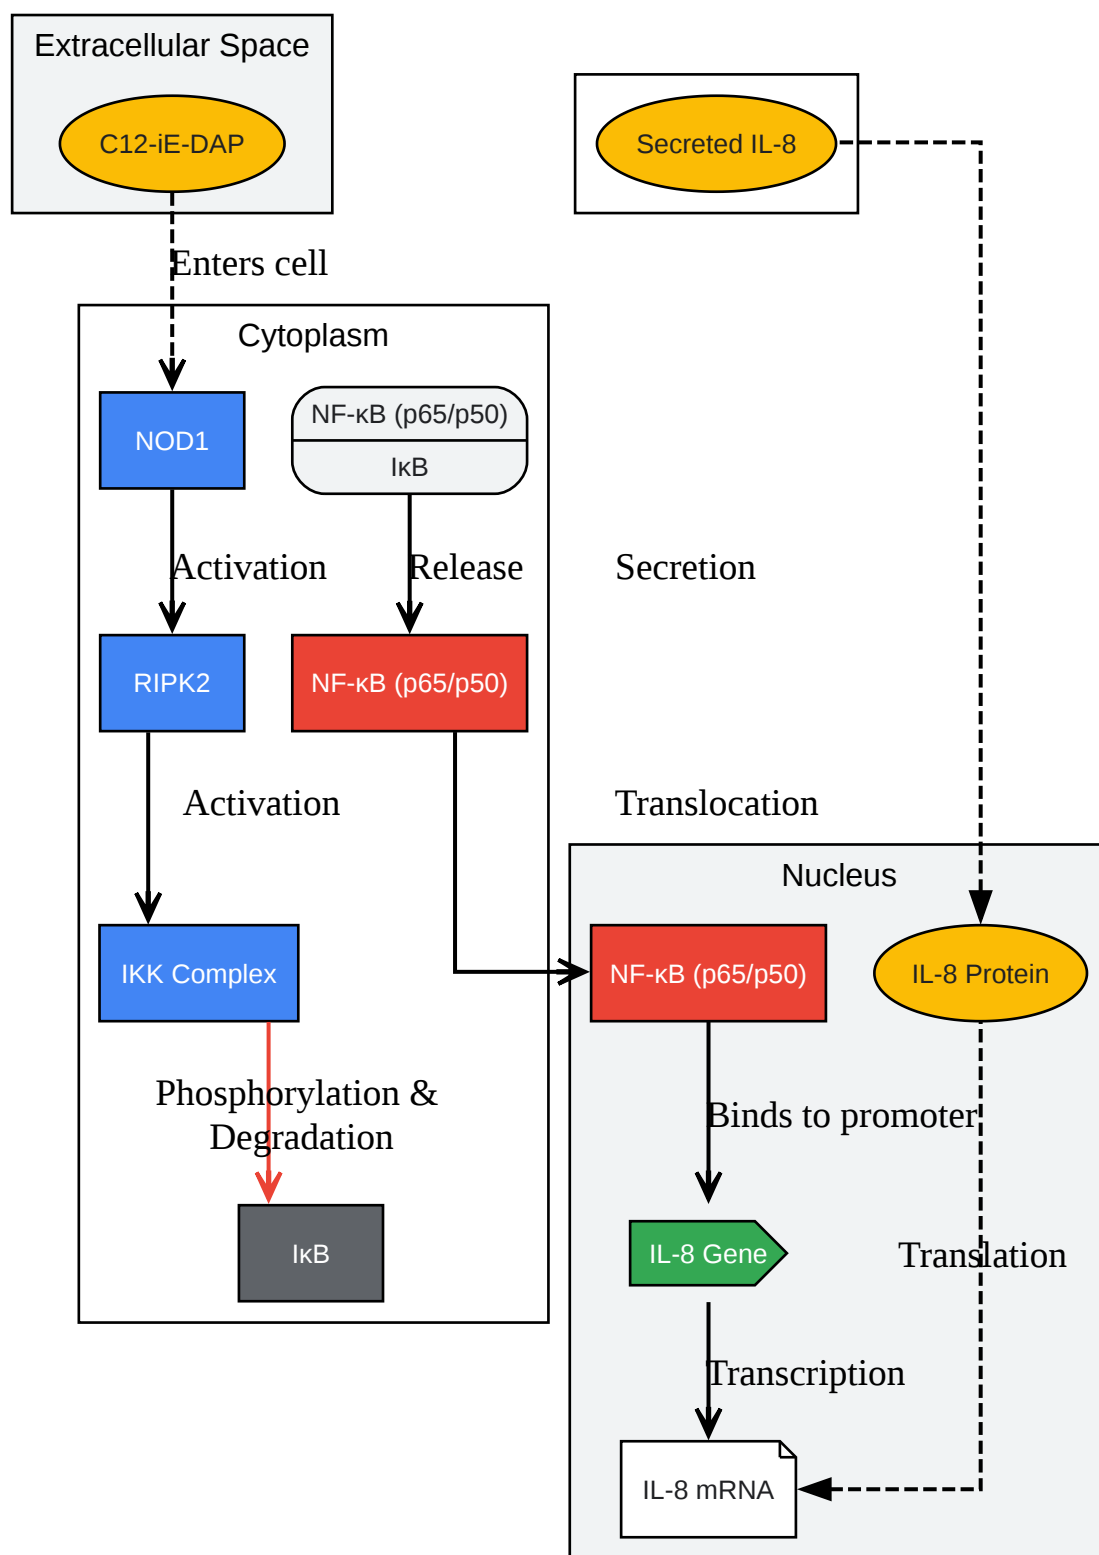 Extracellular Space
C12-iE-DAP
Secreted IL-8
Enters cell
Cytoplasm
NOD1
NF-κB (p65/p50)
IκB
Activation
Release
Secretion
RIPK2
NF-κB (p65/p50)
Activation
Translocation
Nucleus
IKK Complex
NF-κB (p65/p50)
IL-8 Protein
Phosphorylation &
Degradation
Binds to promoter
IκB
IL-8 Gene
Translation
Transcription
IL-8 mRNA